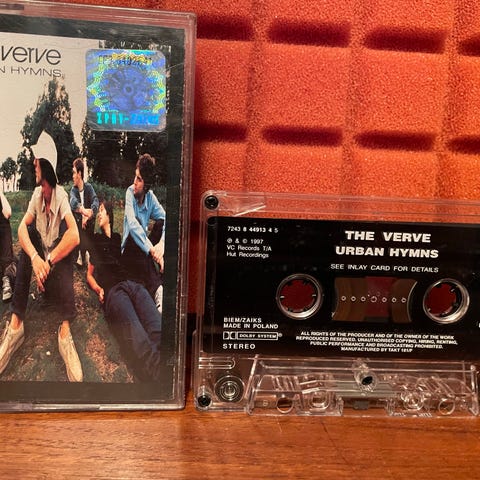 verve
N HYMNS
7243 8 44913 4 5
℗ & © 1997
VC Records T/A
Hut Recordings
THE VERVE
URBAN HYMNS
SEE INLAY CARD FOR DETAILS
BIEM/ZAIKS
MADE IN POLAND
DOLBY SYSTEM
STEREO
ALL RIGHTS OF THE PRODUCER AND OF THE OWNER OF THE WORK
REPRODUCED RESERVED. UNAUTHORISED COPYING, HIRING, RENTING,
PUBLIC PERFORMANCE AND BROADCASTING PROHIBITED.
MANUFACTURED BY TAKT